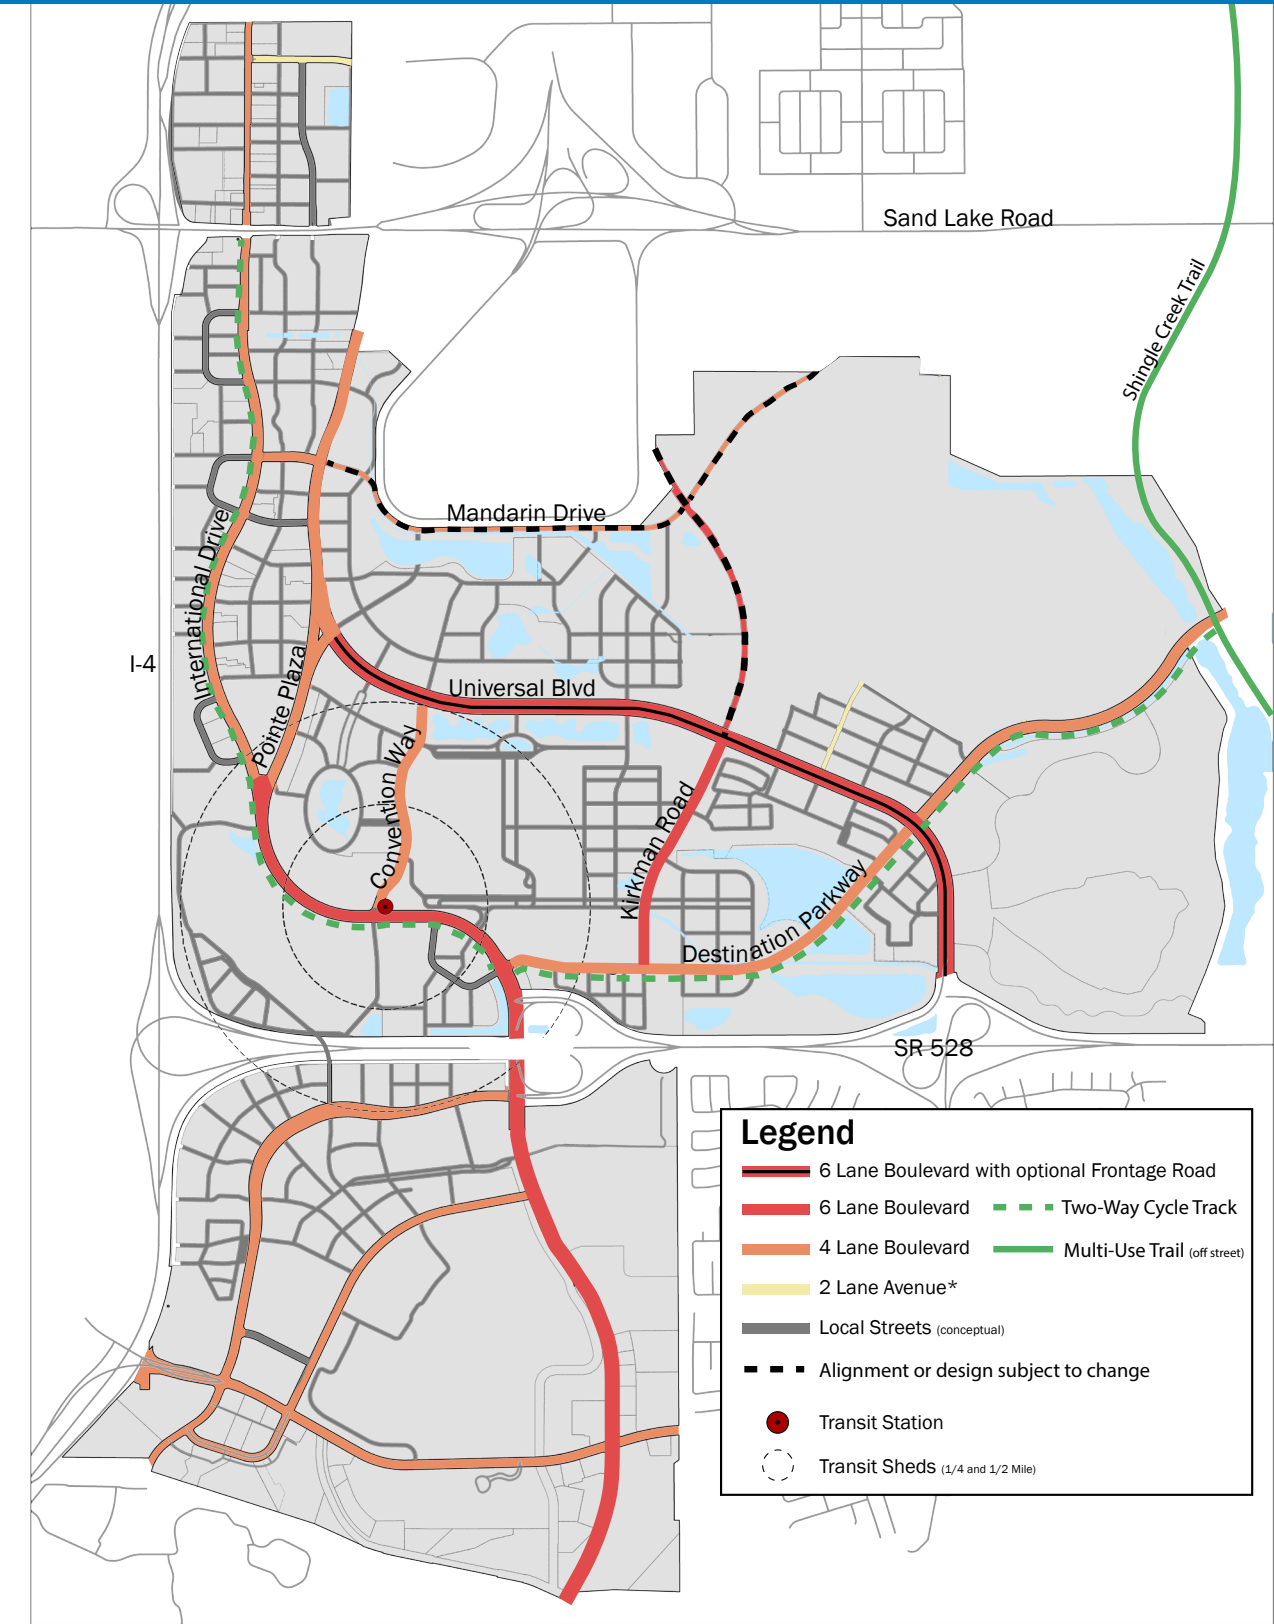 Sand Lake Road
Shingle Creek Trail
Mandarin Drive
International Drive
I-4
Pointe Plaza
Universal Blvd
Convention Way
Kirkman Road
Destination Parkway
SR 528
Legend
6 Lane Boulevard with optional Frontage Road
6 Lane Boulevard
Two-Way Cycle Track
4 Lane Boulevard
Multi-Use Trail (off street)
2 Lane Avenue*
Local Streets (conceptual)
Alignment or design subject to change
Transit Station
Transit Sheds (1/4 and 1/2 Mile)